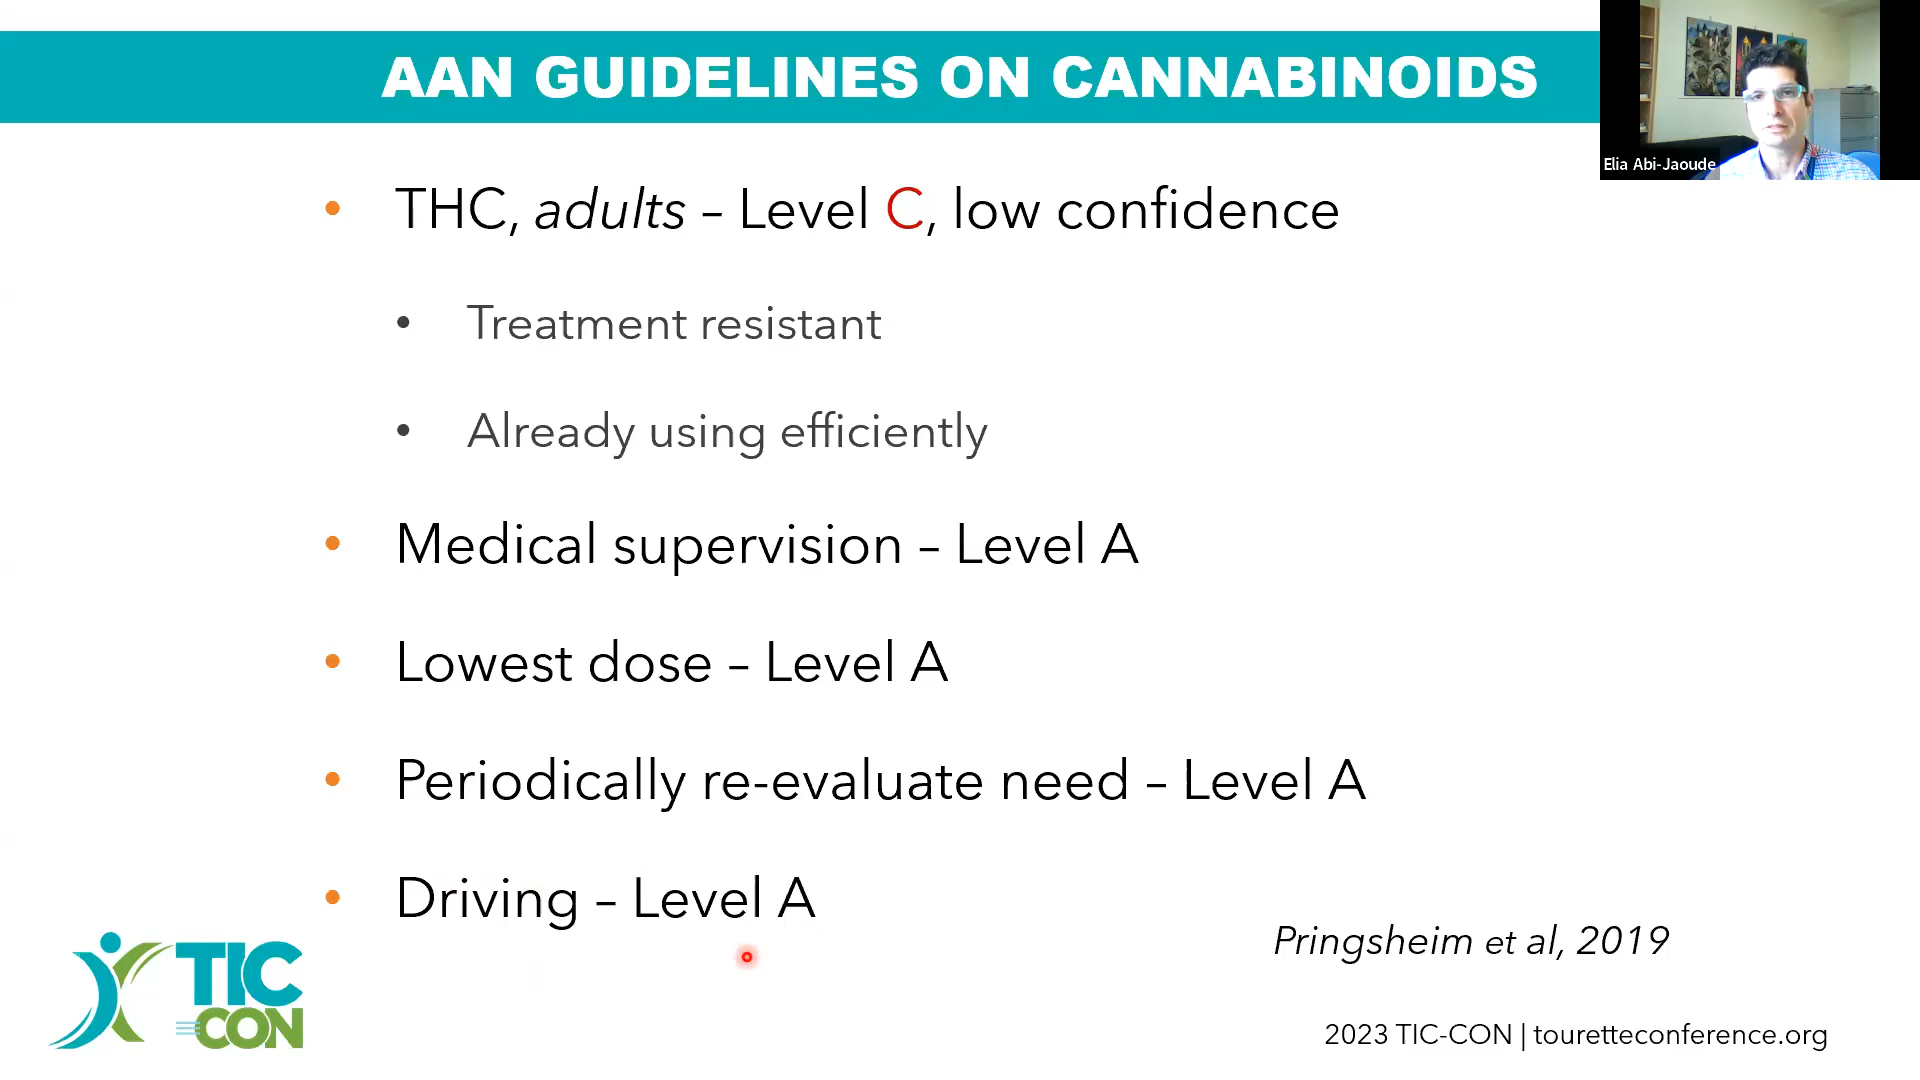 AAN GUIDELINES ON CANNABINOIDS
Elia Abi-Jaoude
• THC, adults – Level C, low confidence
• Treatment resistant
• Already using efficiently
• Medical supervision – Level A
• Lowest dose – Level A
• Periodically re-evaluate need – Level A
• Driving – Level A
Pringsheim et al, 2019
TIC
CON
2023 TIC-CON | touretteconference.org